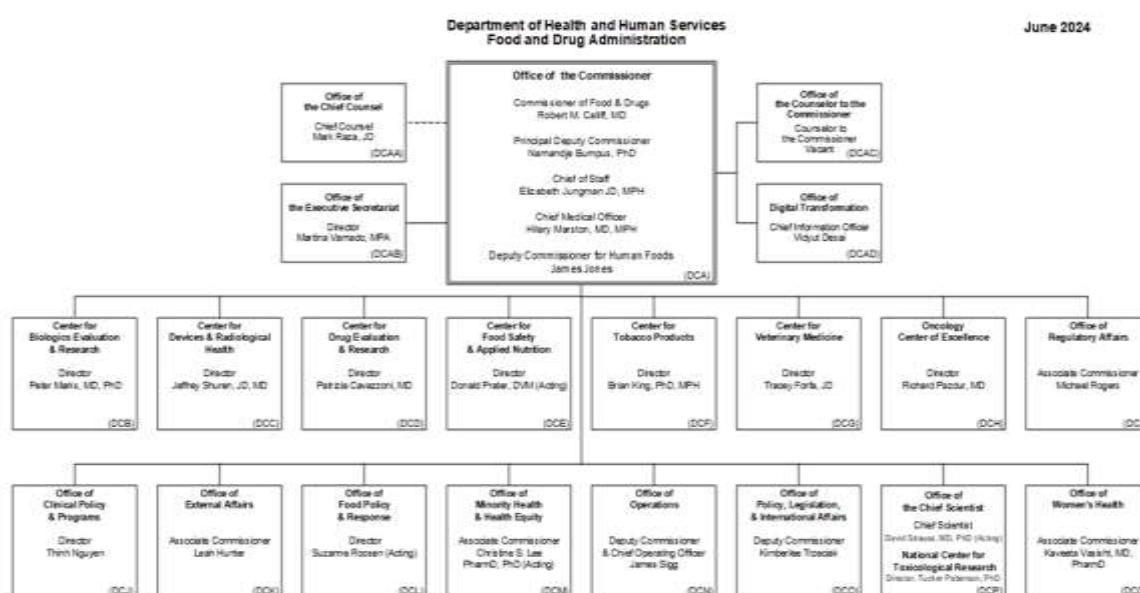 Department of Health and Human Services
Food and Drug Administration
June 2024
Office of the Commissioner
Commissioner of Food & Drugs
Robert M. Califf, MD
Principal Deputy Commissioner
Namandje Bumpus, PhD
Chief of Staff
Elizabeth Jungman JD, MPH
Chief Medical Officer
Hilary Marston, MD, MPH
Deputy Commissioner for Human Foods
James Jones
(DCA)
Office of
the Chief Counsel
Chief Counsel
Mark Raza, JD
(DCAA)
Office of
the Executive Secretariat
Director
Martina Varnado, MPA
(DCAB)
Office of
the Counselor to the
Commissioner
Counselor to
the Commissioner
Vacant
(DCAC)
Office of
Digital Transformation
Chief Information Officer
Vidyut Desai
(DCAD)
Center for
Biologics Evaluation
& Research
Director
Peter Marks, MD, PhD
(DCB)
Center for
Devices & Radiological
Health
Director
Jeffrey Shuren, JD, MD
(DCC)
Center for
Drug Evaluation
& Research
Director
Patrizia Cavazzoni, MD
(DCD)
Center for
Food Safety
& Applied Nutrition
Director
Donald Prater, DVM (Acting)
(DCE)
Center for
Tobacco Products
Director
Brian King, PhD, MPH
(DCF)
Center for
Veterinary Medicine
Director
Tracey Forfa, JD
(DCG)
Oncology
Center of Excellence
Director
Richard Pazdur, MD
(DCH)
Office of
Regulatory Affairs
Associate Commissioner
Michael Rogers
Office of
Clinical Policy
& Programs
Director
Thinh Nguyen
(DCJ)
Office of
External Affairs
Associate Commissioner
Leah Hunter
(DCK)
Office of
Food Policy
& Response
Director
Suzanne (Acting)
(DCL)
Office of
Minority Health
& Health Equity
Associate Commissioner
Christine S. Lee
PharmD, PhD (Acting)
(DCM)
Office of
Operations
Deputy Commissioner
& Chief Operating Officer
James Sigg
(DCN)
Office of
Policy, Legislation,
& International Affairs
Deputy Commissioner
Kimberlee Trzeciak
(DCO)
Office of
the Chief Scientist
Chief Scientist
David Strauss, MD, PhD (Acting)
National Center for
Toxicological Research
Director, Tucker Patterson, PhD
(DCP)
Office of
Women's Health
Associate Commissioner
Kaveeta Vasisht, MD,
PharmD